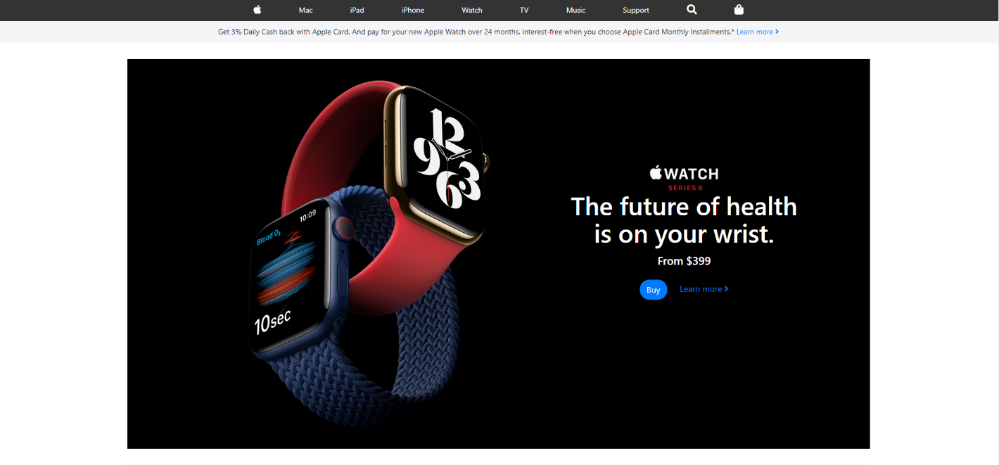 Mac iPad iPhone Watch TV Music Support
Get 3% Daily Cash back with Apple Card. And pay for your new Apple Watch over 24 months, interest-free when you choose Apple Card Monthly Installments.* Learn more >
12
9
3
6
WATCH
SERIES 6
The future of health
is on your wrist.
From $399
Buy Learn more >
10:09
Blood O₂
10sec